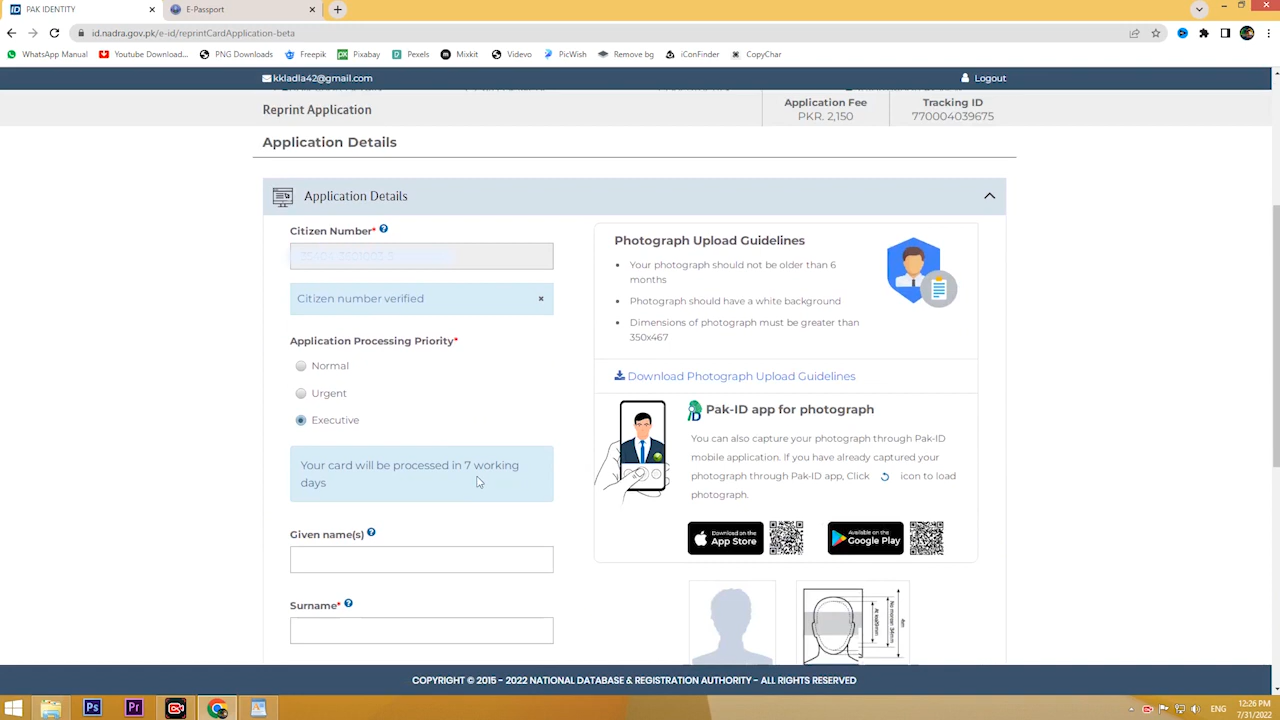 PAK IDENTITY
E-Passport
id.nadra.gov.pk/e-id/reprintCardApplication-beta
WhatsApp Manual
Youtube Download...
PNG Downloads
Freepik
Pixabay
Pexels
Mixkit
Videvo
PicWish
Remove bg
iConFinder
CopyChar
kkladla42@gmail.com
Logout
Reprint Application
Application Fee
PKR. 2,150
Tracking ID
770004039675
Application Details
Application Details
Citizen Number*
Citizen number verified
Application Processing Priority*
Normal
Urgent
Executive
Your card will be processed in 7 working
days
Given name(s)
Surname*
Photograph Upload Guidelines
Your photograph should not be older than 6
months
Photograph should have a white background
Dimensions of photograph must be greater than
350x467
Download Photograph Upload Guidelines
Pak-ID app for photograph
You can also capture your photograph through Pak-ID
mobile application. If you have already captured your
photograph through Pak-ID app, Click icon to load
photograph.
Download on the
App Store
Available on the
Google Play
COPYRIGHT © 2015 - 2022 NATIONAL DATABASE & REGISTRATION AUTHORITY - ALL RIGHTS RESERVED
Ps
Pr
ENG
12:26 PM
7/31/2022